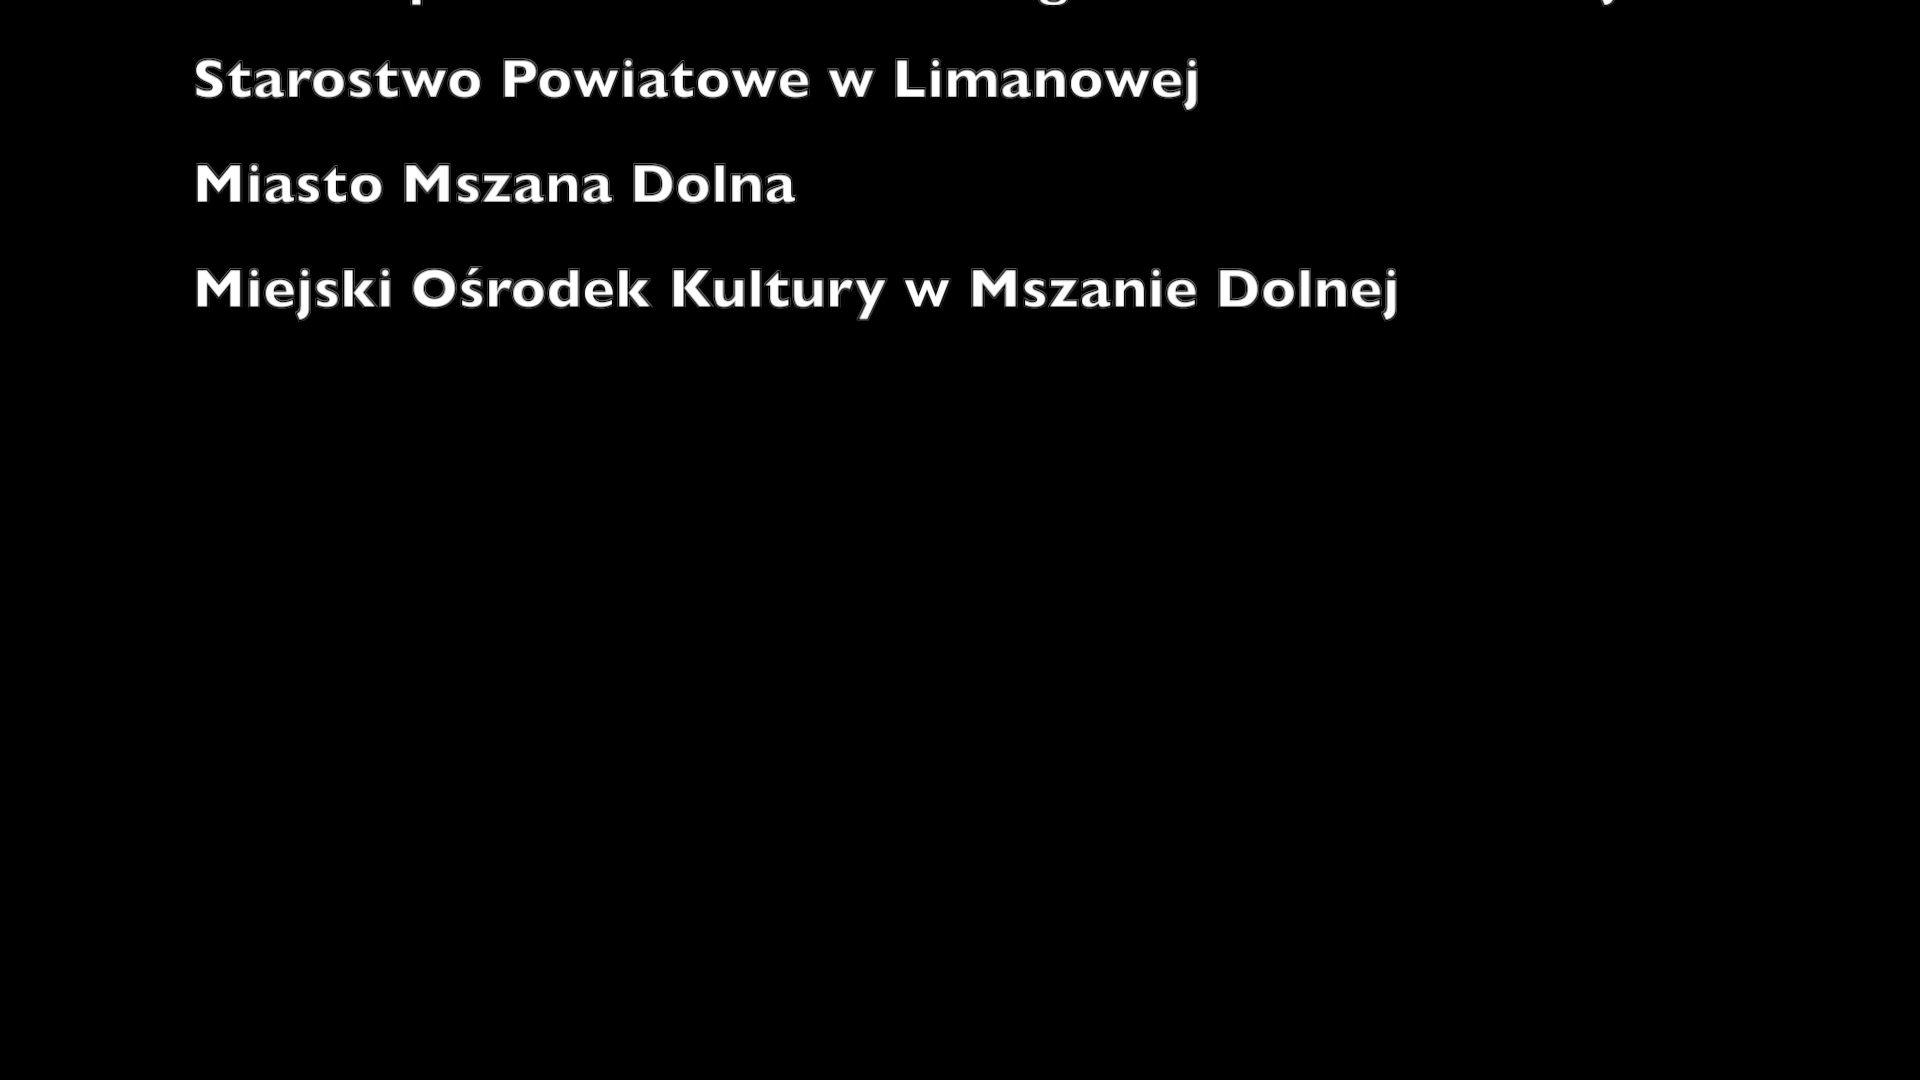 Starostwo Powiatowe w Limanowej
Miasto Mszana Dolna
Miejski Ośrodek Kultury w Mszanie Dolnej